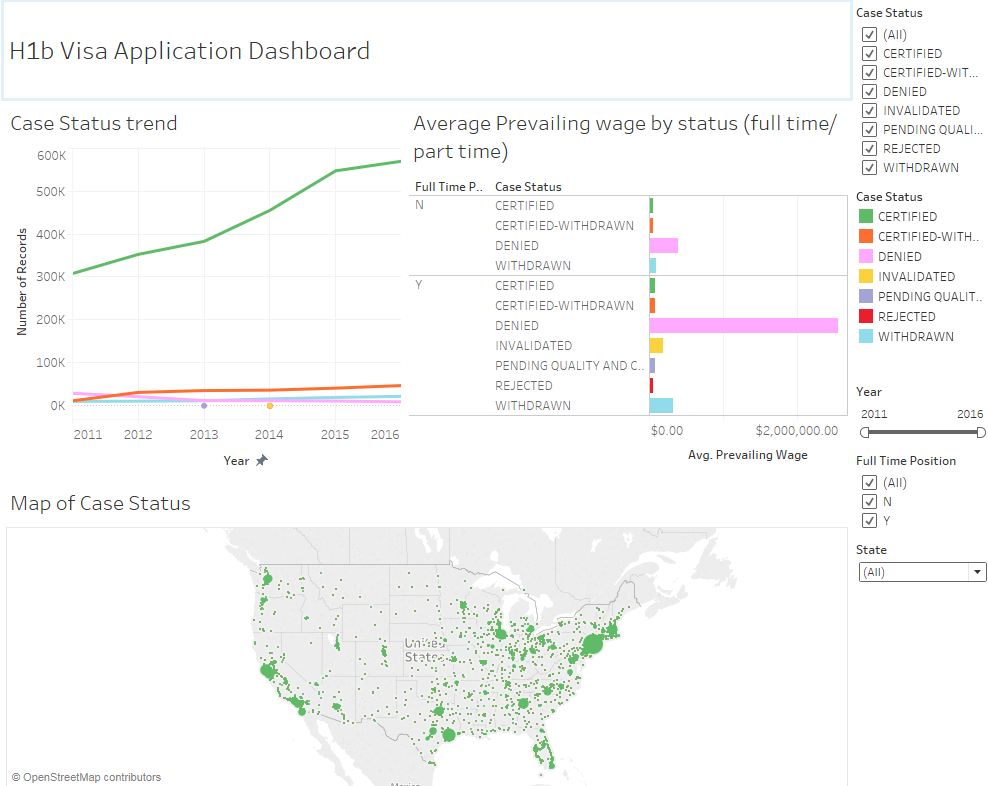 H1b Visa Application Dashboard
Case Status trend
600K
500K
400K
300K
200K
100K
0K
Number of Records
2011 2012 2013 2014 2015 2016
Year
Average Prevailing wage by status (full time/
part time)
Full Time P.. Case Status
N CERTIFIED
CERTIFIED-WITHDRAWN
DENIED
WITHDRAWN
Y CERTIFIED
CERTIFIED-WITHDRAWN
DENIED
INVALIDATED
PENDING QUALITY AND C..
REJECTED
WITHDRAWN
$0.00 $2,000,000.00
Avg. Prevailing Wage
Map of Case Status
United
States
Mexico
© OpenStreetMap contributors
Case Status
(All)
CERTIFIED
CERTIFIED-WIT...
DENIED
INVALIDATED
PENDING QUALI...
REJECTED
WITHDRAWN
Case Status
CERTIFIED
CERTIFIED-WITH..
DENIED
INVALIDATED
PENDING QUALIT..
REJECTED
WITHDRAWN
Year
2011 2016
Full Time Position
(All)
N
Y
State
(All)